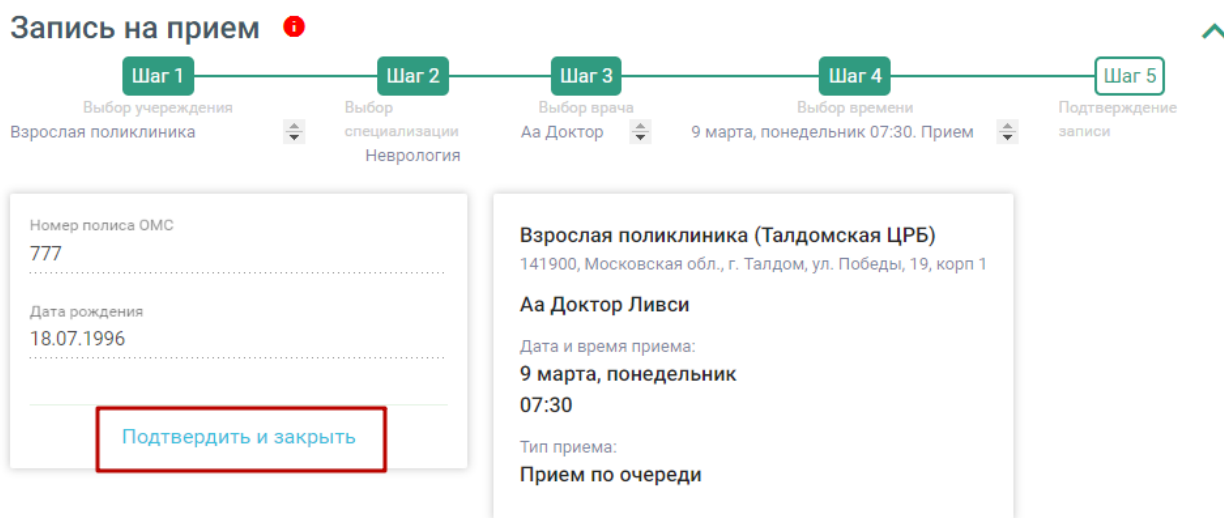 Запись на прием
Шаг 1 Шаг 2 Шаг 3 Шаг 4 Шаг 5
Выбор учереждения
Взрослая поликлиника
Выбор
специализации
Неврология
Выбор врача
Аа Доктор
Выбор времени
9 марта, понедельник 07:30. Прием
Подтверждение
записи
Номер полиса ОМС
777
Дата рождения
18.07.1996
Подтвердить и закрыть
Взрослая поликлиника (Талдомская ЦРБ)
141900, Московская обл., г. Талдом, ул. Победы, 19, корп 1
Аа Доктор Ливси
Дата и время приема:
9 марта, понедельник
07:30
Тип приема:
Прием по очереди